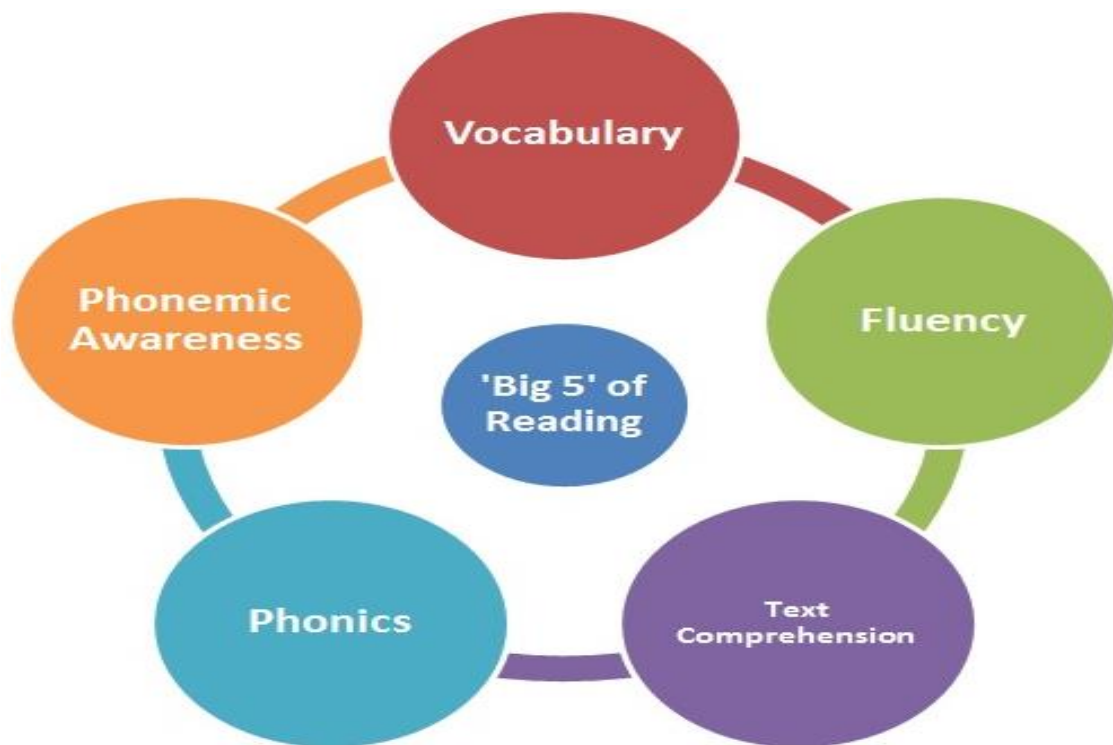 Vocabulary
Phonemic
Awareness
Fluency
'Big 5' of
Reading
Phonics
Text
Comprehension